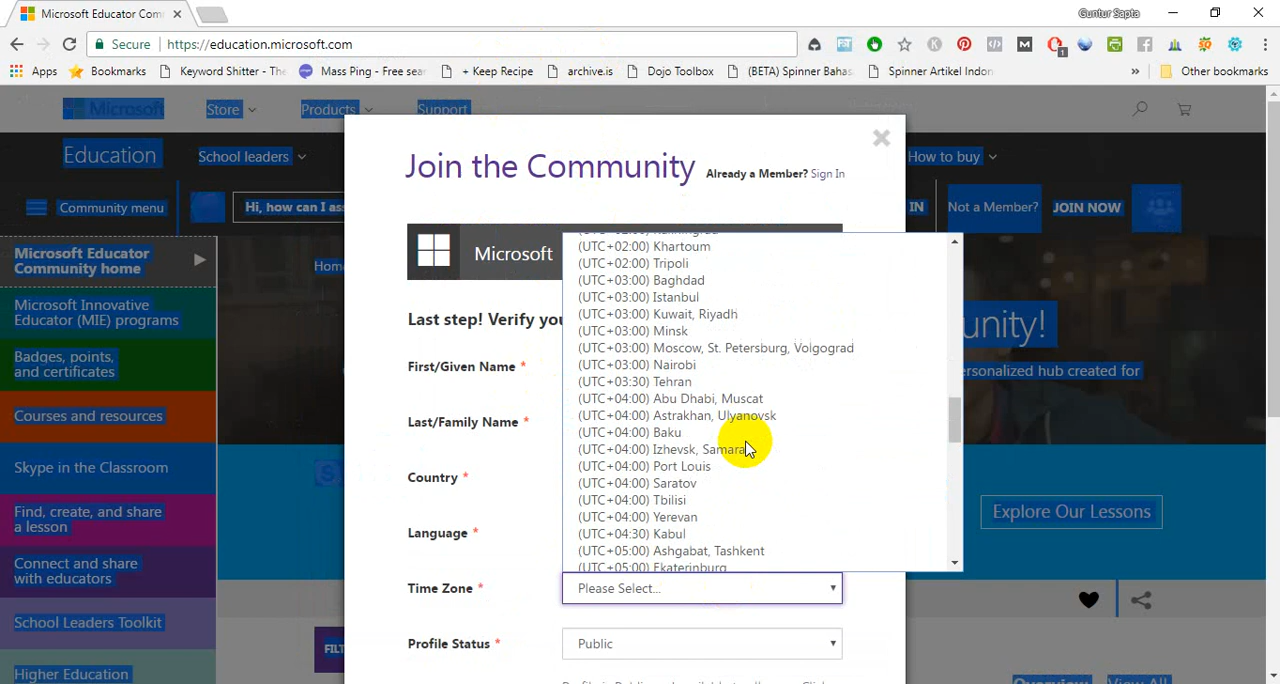 Microsoft Educator Com
Guntur Sapta
Secure https://education.microsoft.com
Apps Bookmarks Keyword Shitter - The Mass Ping - Free sear + Keep Recipe archive.is Dojo Toolbox (BETA) Spinner Bahas Spinner Artikel Indon » Other bookmarks
Microsoft Store Products Support
Education School leaders How to buy
Community menu Hi, how can I ass IN Not a Member? JOIN NOW
Microsoft Educator
Community home
Home
Microsoft Innovative
Educator (MIE) programs
Badges, points,
and certificates
Courses and resources
Skype in the Classroom
Find, create, and share
a lesson
Connect and share
with educators
School Leaders Toolkit
Higher Education
unity!
ersonalized hub created for
Explore Our Lessons
FILT
Overview View All
Join the Community Already a Member? Sign In
Microsoft
Last step! Verify you
First/Given Name *
Last/Family Name *
Country *
Language *
Time Zone * Please Select...
Profile Status * Public
(UTC+02:00) Kaliningrad
(UTC+02:00) Khartoum
(UTC+02:00) Tripoli
(UTC+03:00) Baghdad
(UTC+03:00) Istanbul
(UTC+03:00) Kuwait, Riyadh
(UTC+03:00) Minsk
(UTC+03:00) Moscow, St. Petersburg, Volgograd
(UTC+03:00) Nairobi
(UTC+03:30) Tehran
(UTC+04:00) Abu Dhabi, Muscat
(UTC+04:00) Astrakhan, Ulyanovsk
(UTC+04:00) Baku
(UTC+04:00) Izhevsk, Samara
(UTC+04:00) Port Louis
(UTC+04:00) Saratov
(UTC+04:00) Tbilisi
(UTC+04:00) Yerevan
(UTC+04:30) Kabul
(UTC+05:00) Ashgabat, Tashkent
(UTC+05:00) Ekaterinburg